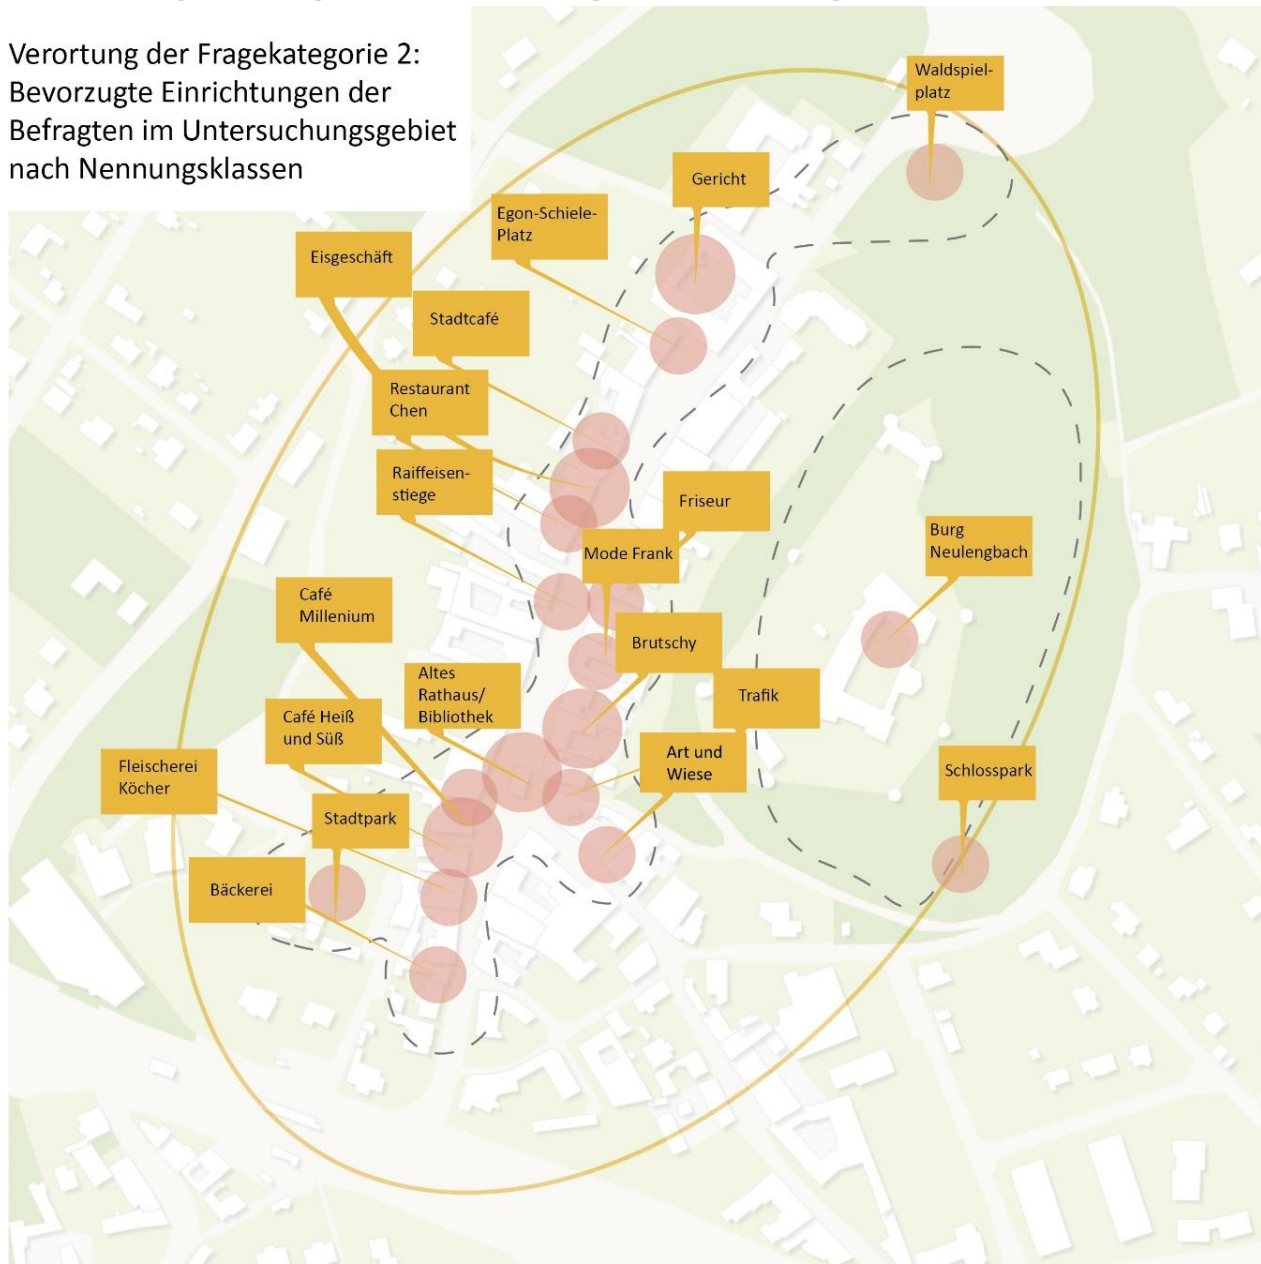 Verortung der Fragekategorie 2:
Bevorzugte Einrichtungen der
Befragten im Untersuchungsgebiet
nach Nennungsklassen
Waldspiel-
platz
Gericht
Egon-Schiele-
Platz
Eisgeschäft
Stadtcafé
Restaurant
Chen
Raiffeisen-
stiege
Friseur
Mode Frank
Burg
Neulengbach
Café
Millenium
Brutschy
Altes
Rathaus/
Bibliothek
Trafik
Café Heiß
und Süß
Art und
Wiese
Fleischerei
Köcher
Schlosspark
Stadtpark
Bäckerei